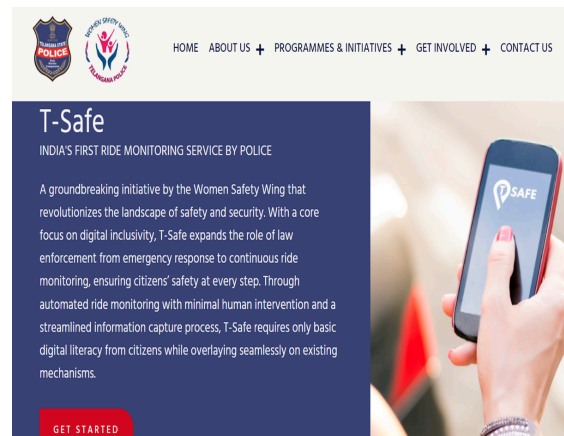 TELANGANA STATE
POLICE
WOMEN SAFETY WING
TELANGANA POLICE
HOME ABOUT US + PROGRAMMES & INITIATIVES + GET INVOLVED + CONTACT US
T-Safe
INDIA'S FIRST RIDE MONITORING SERVICE BY POLICE
A groundbreaking initiative by the Women Safety Wing that
revolutionizes the landscape of safety and security. With a core
focus on digital inclusivity, T-Safe expands the role of law
enforcement from emergency response to continuous ride
monitoring, ensuring citizens' safety at every step. Through
automated ride monitoring with minimal human intervention and a
streamlined information capture process, T-Safe requires only basic
digital literacy from citizens while overlaying seamlessly on existing
mechanisms.
GET STARTED
T SAFE